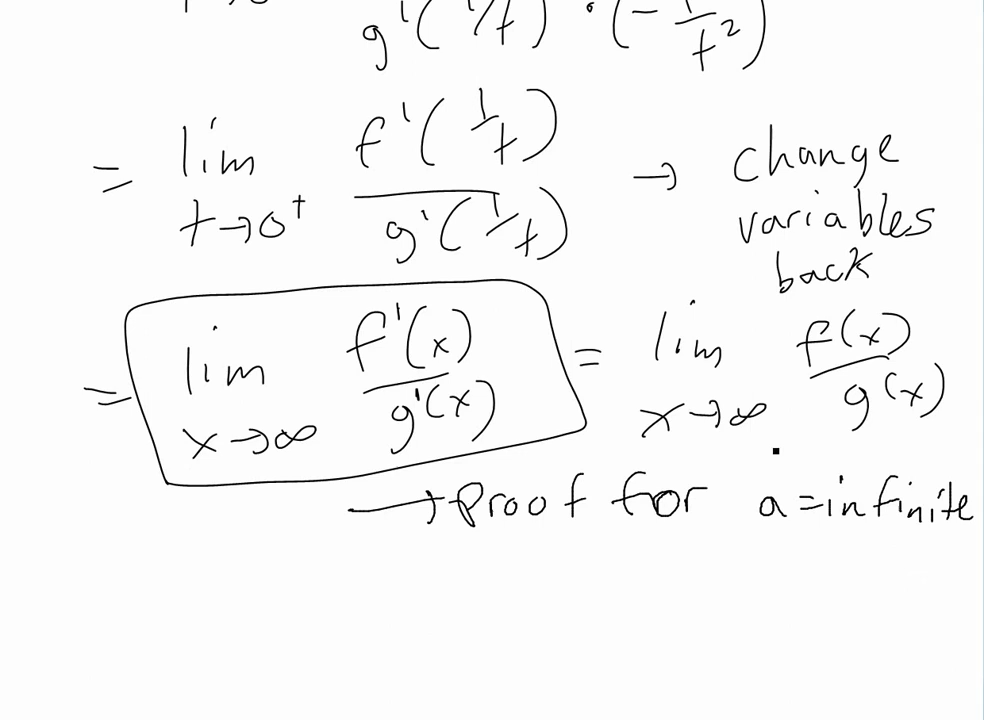 g'(1/t) · (- 1/t²)
= lim t→0⁺ f'(1/t) / g'(1/t) → change variables back
= lim x→∞ f'(x) / g'(x) = lim x→∞ f(x) / g(x)
→ Proof for a=infinite